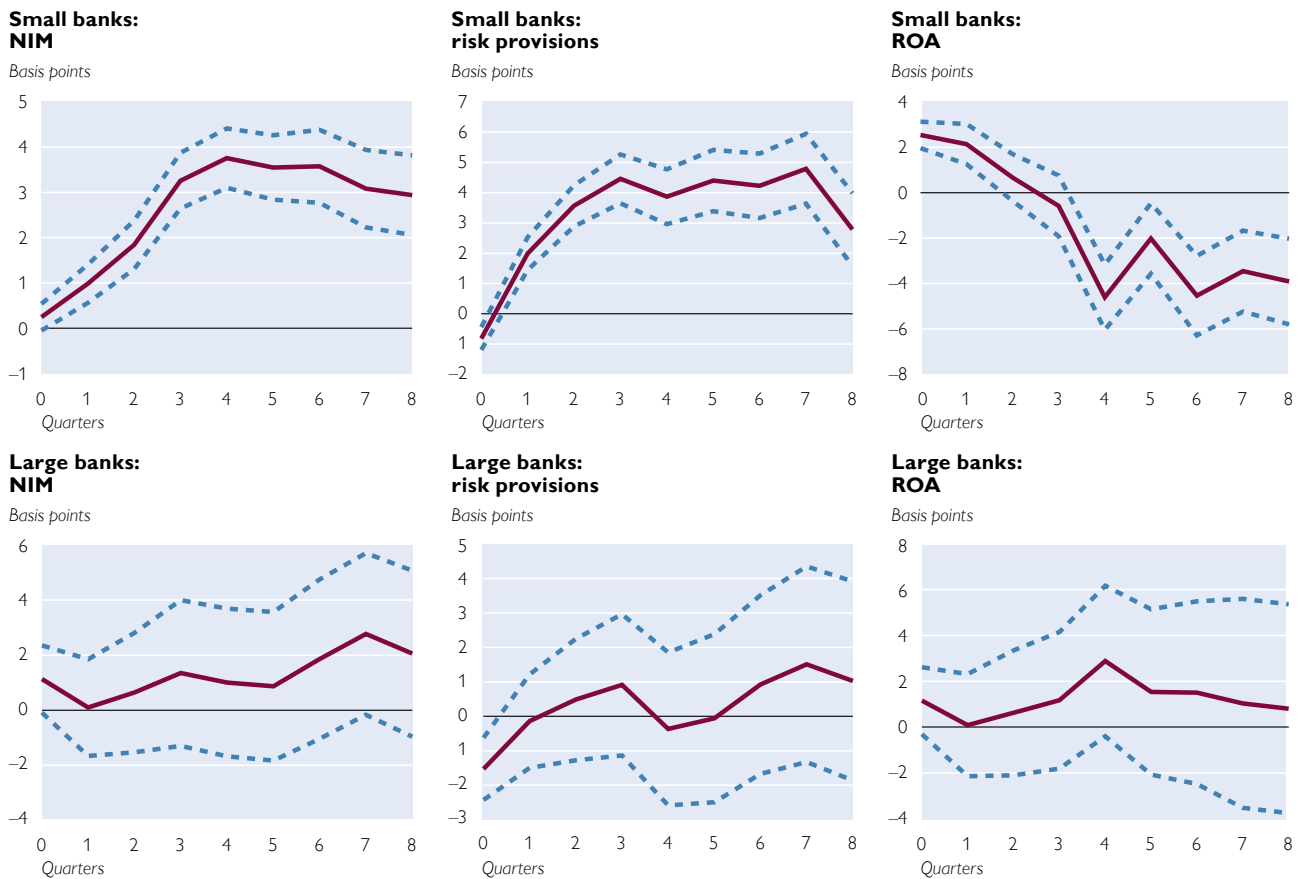 Small banks:
NIM
Basis points
5
4
3
2
1
0
–1
0 1 2 3 4 5 6 7 8
Quarters
Small banks:
risk provisions
Basis points
7
6
5
4
3
2
1
0
1
–2
0 1 2 3 4 5 6 7 8
Quarters
Small banks:
ROA
Basis points
4
2
0
–2
–4
–6
–8
0 1 2 3 4 5 6 7 8
Quarters
Large banks:
NIM
Basis points
6
4
2
0
–2
–4
0 1 2 3 4 5 6 7 8
Quarters
Large banks:
risk provisions
Basis points
5
4
3
2
1
0
1
–2
–3
0 1 2 3 4 5 6 7 8
Quarters
Large banks:
ROA
Basis points
8
6
4
2
0
–2
–4
0 1 2 3 4 5 6 7 8
Quarters